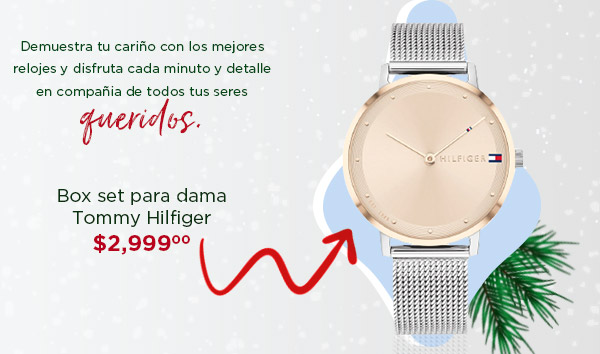 Demuestra tu cariño con los mejores
relojes y disfruta cada minuto y detalle
en compañia de todos tus seres
queridos.
Box set para dama
Tommy Hilfiger
$2,999⁰⁰
HILFIGER